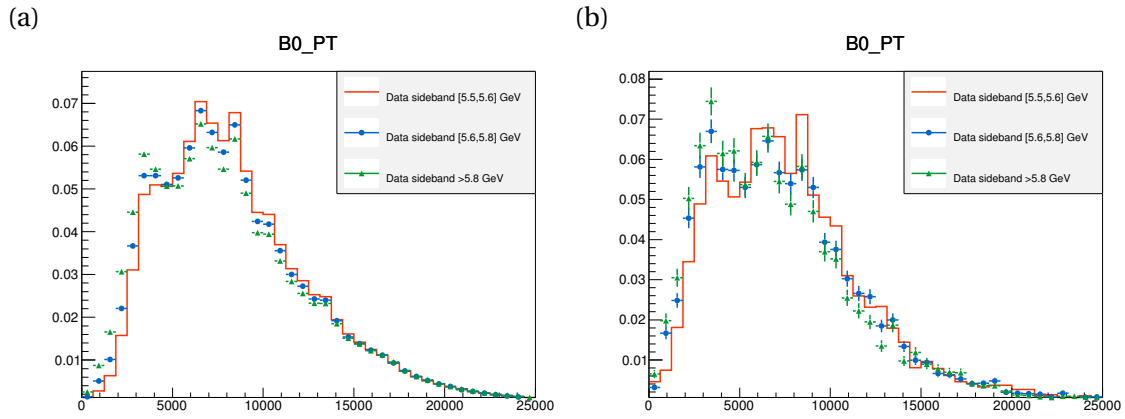 (a)
B0_PT
Data sideband [5.5,5.6] GeV
Data sideband [5.6,5.8] GeV
Data sideband >5.8 GeV
0.07
0.06
0.05
0.04
0.03
0.02
0.01
0 5000 10000 15000 20000 25000
(b)
B0_PT
Data sideband [5.5,5.6] GeV
Data sideband [5.6,5.8] GeV
Data sideband >5.8 GeV
0.08
0.07
0.06
0.05
0.04
0.03
0.02
0.01
0 5000 10000 15000 20000 25000